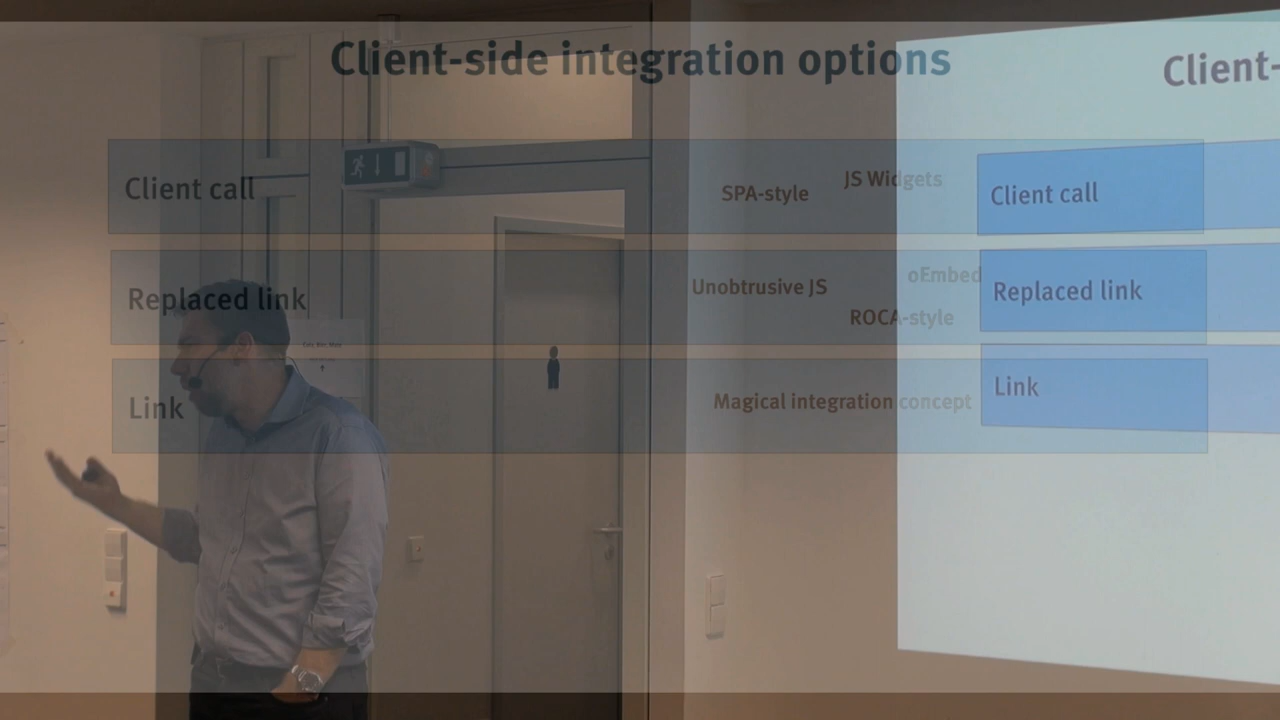 Client-side integration options
Client-
Client call
SPA-style
JS Widgets
Client call
Replaced link
Unobtrusive JS
oEmbed
ROCA-style
Replaced link
Link
Magical integration concept
Link